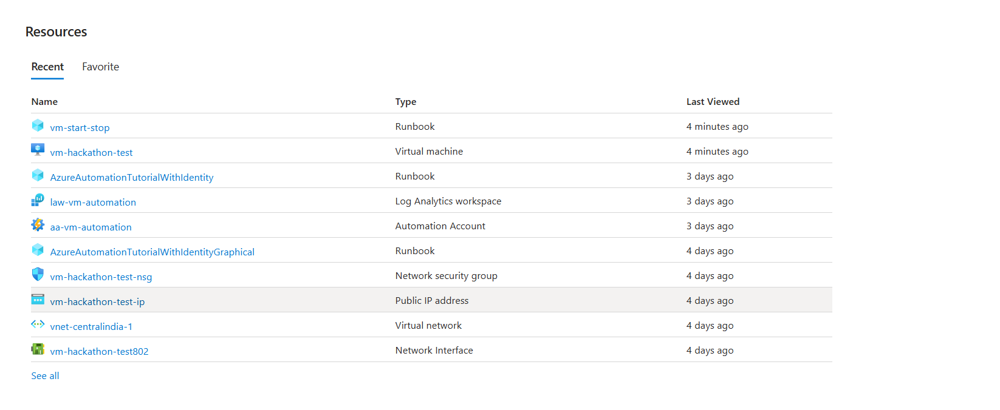 Resources
Recent Favorite
Name Type Last Viewed
vm-start-stop Runbook 4 minutes ago
vm-hackathon-test Virtual machine 4 minutes ago
AzureAutomationTutorialWithIdentity Runbook 3 days ago
law-vm-automation Log Analytics workspace 3 days ago
aa-vm-automation Automation Account 3 days ago
AzureAutomationTutorialWithIdentityGraphical Runbook 4 days ago
vm-hackathon-test-nsg Network security group 4 days ago
vm-hackathon-test-ip Public IP address 4 days ago
vnet-centralindia-1 Virtual network 4 days ago
vm-hackathon-test802 Network Interface 4 days ago
See all